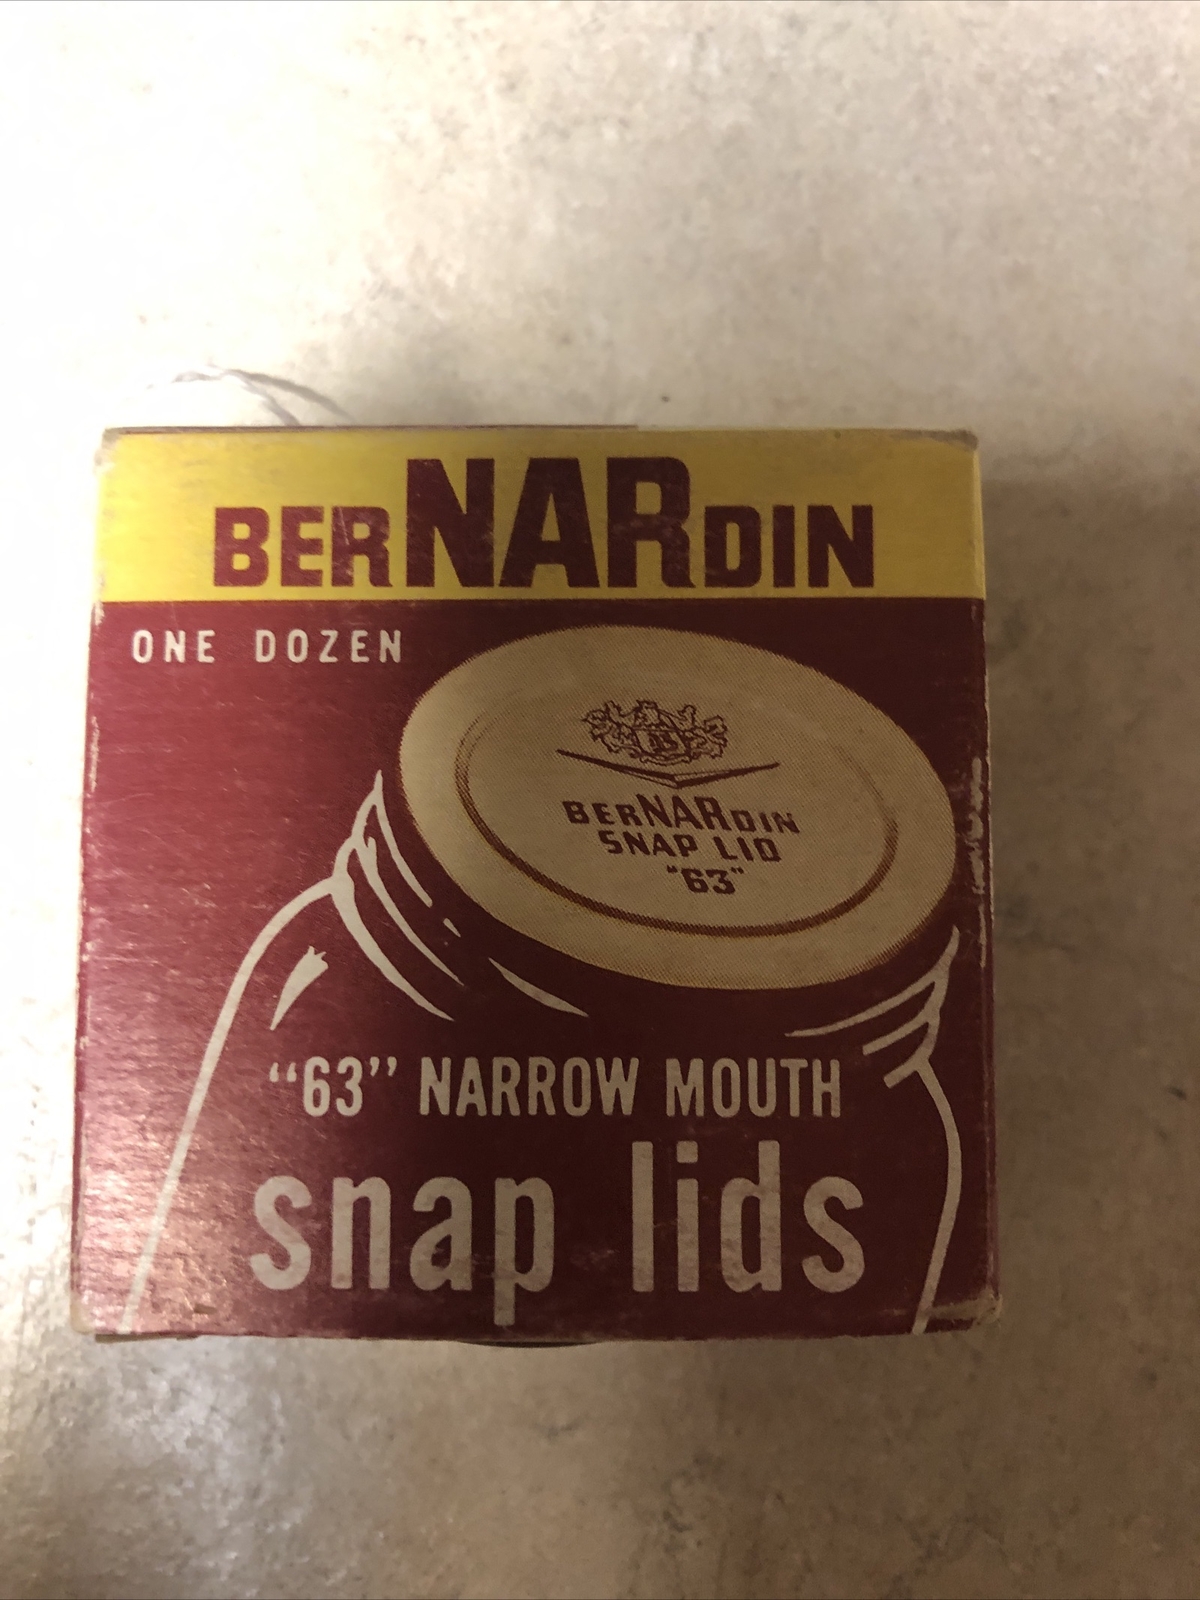 BERNARDIN
ONE DOZEN
BERNARDIN
SNAP LID
"63"
"63" NARROW MOUTH
snap lids